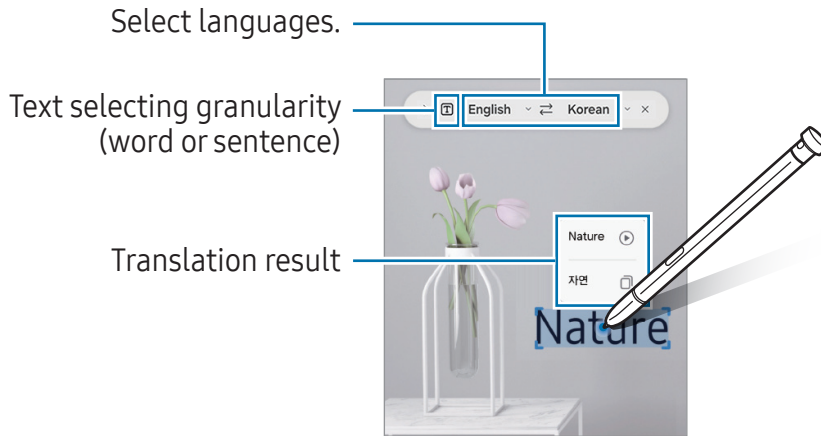 Select languages.
Text selecting granularity
(word or sentence)
Translation result
English Korean
Nature
자연
Nature